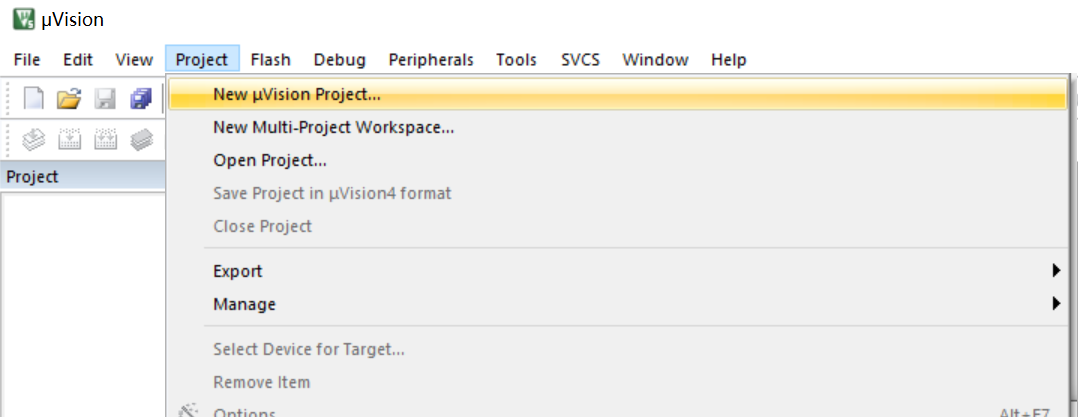 µVision
File Edit View Project Flash Debug Peripherals Tools SVCS Window Help
New µVision Project...
New Multi-Project Workspace...
Open Project...
Project
Save Project in µVision4 format
Close Project
Export
Manage
Select Device for Target...
Remove Item
Options Alt+F7